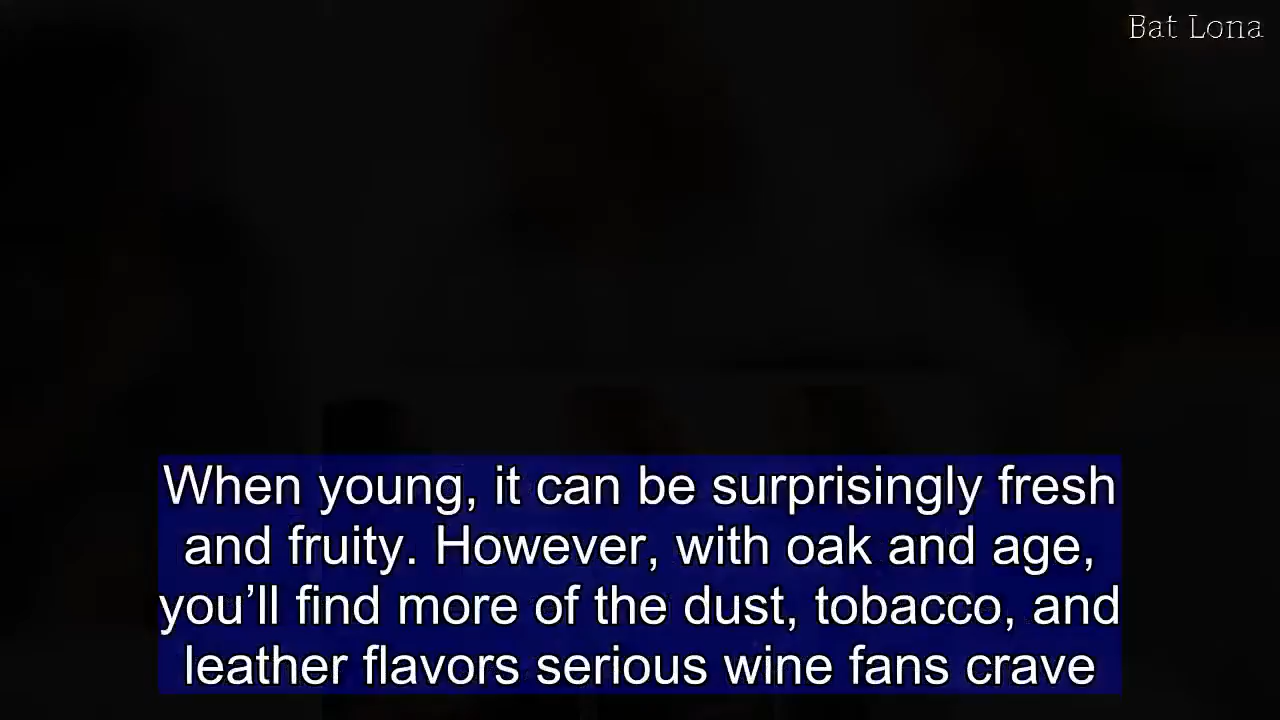 Bat Lona
When young, it can be surprisingly fresh
and fruity. However, with oak and age,
you’ll find more of the dust, tobacco, and
leather flavors serious wine fans crave